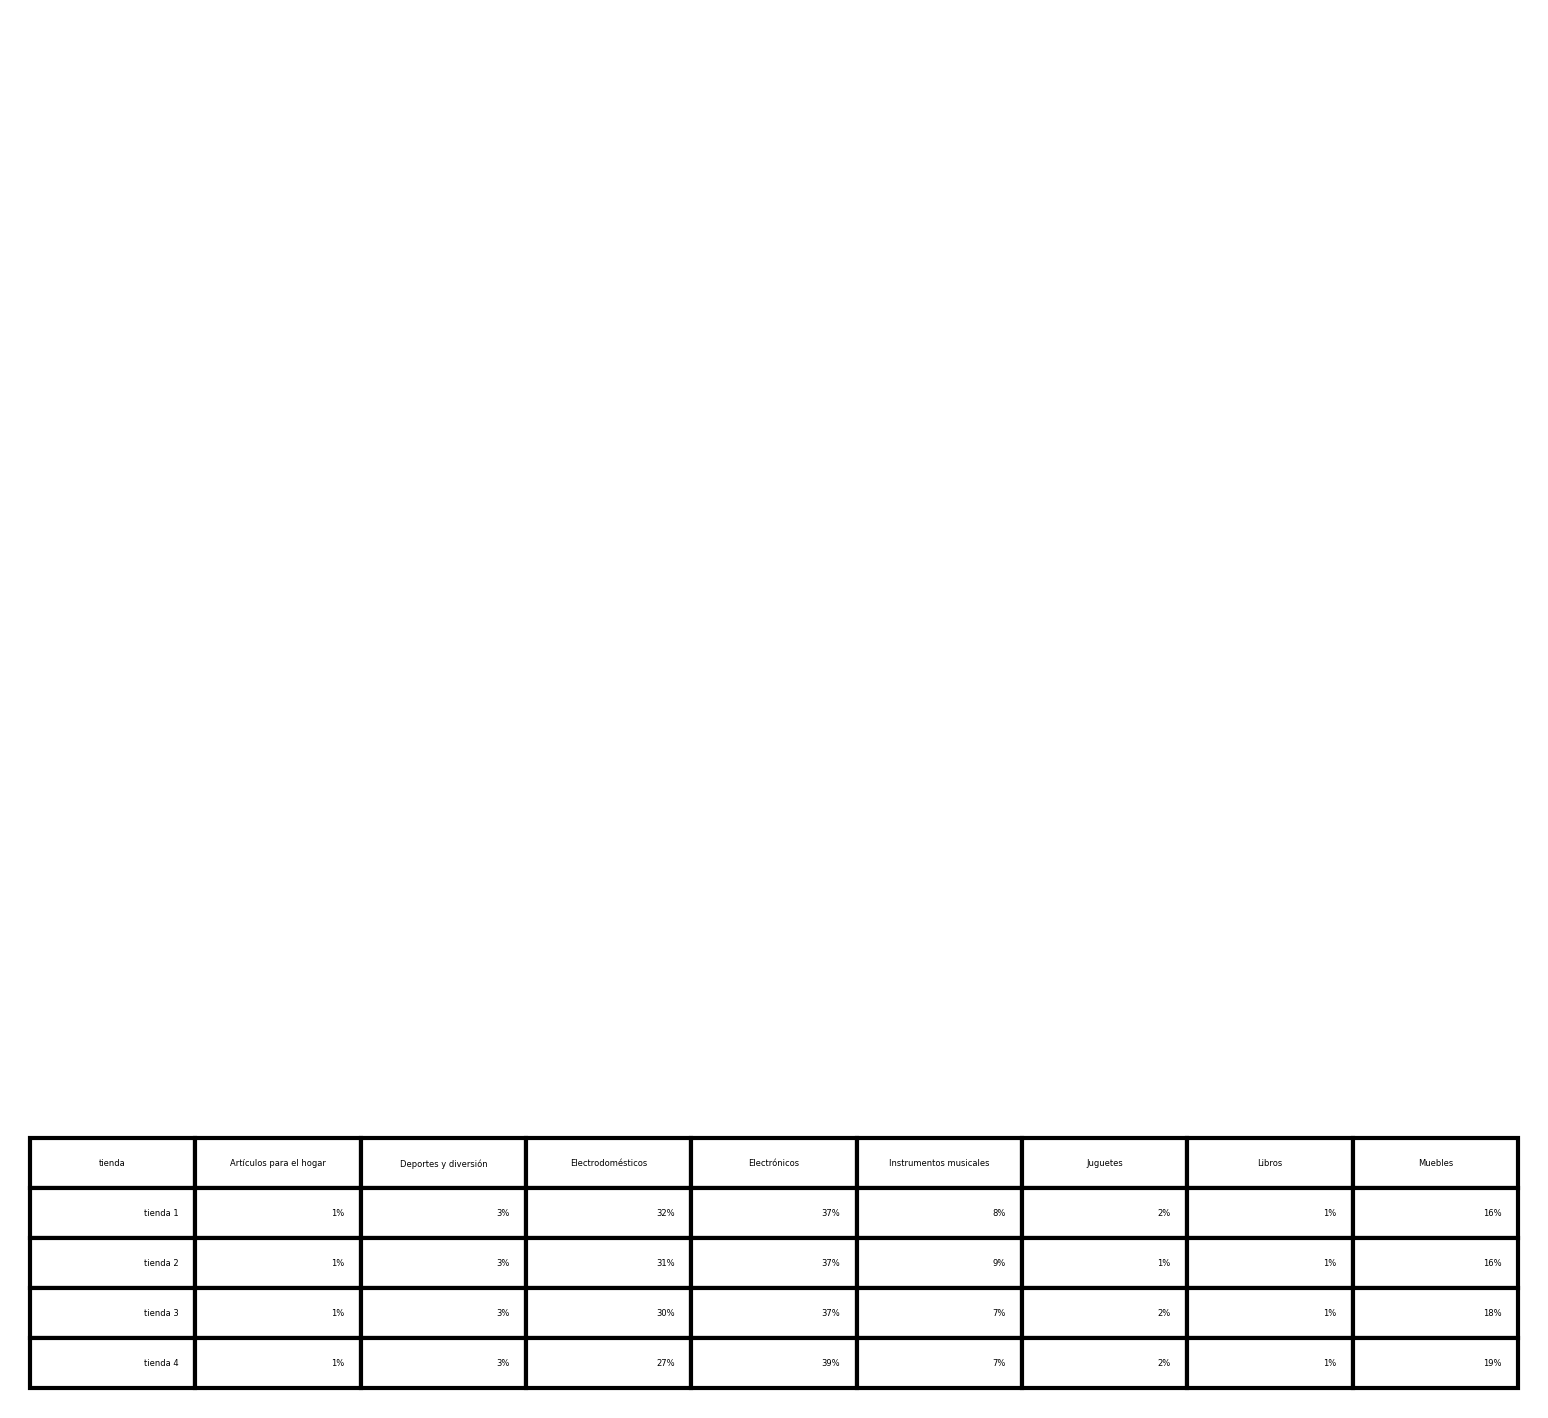 tienda Artículos para el hogar Deportes y diversión Electrodomésticos Electrónicos Instrumentos musicales Juguetes Libros Muebles
tienda 1 1% 3% 32% 37% 8% 2% 1% 16%
tienda 2 1% 3% 31% 37% 9% 1% 1% 16%
tienda 3 1% 3% 30% 37% 7% 2% 1% 18%
tienda 4 1% 3% 27% 39% 7% 2% 1% 19%